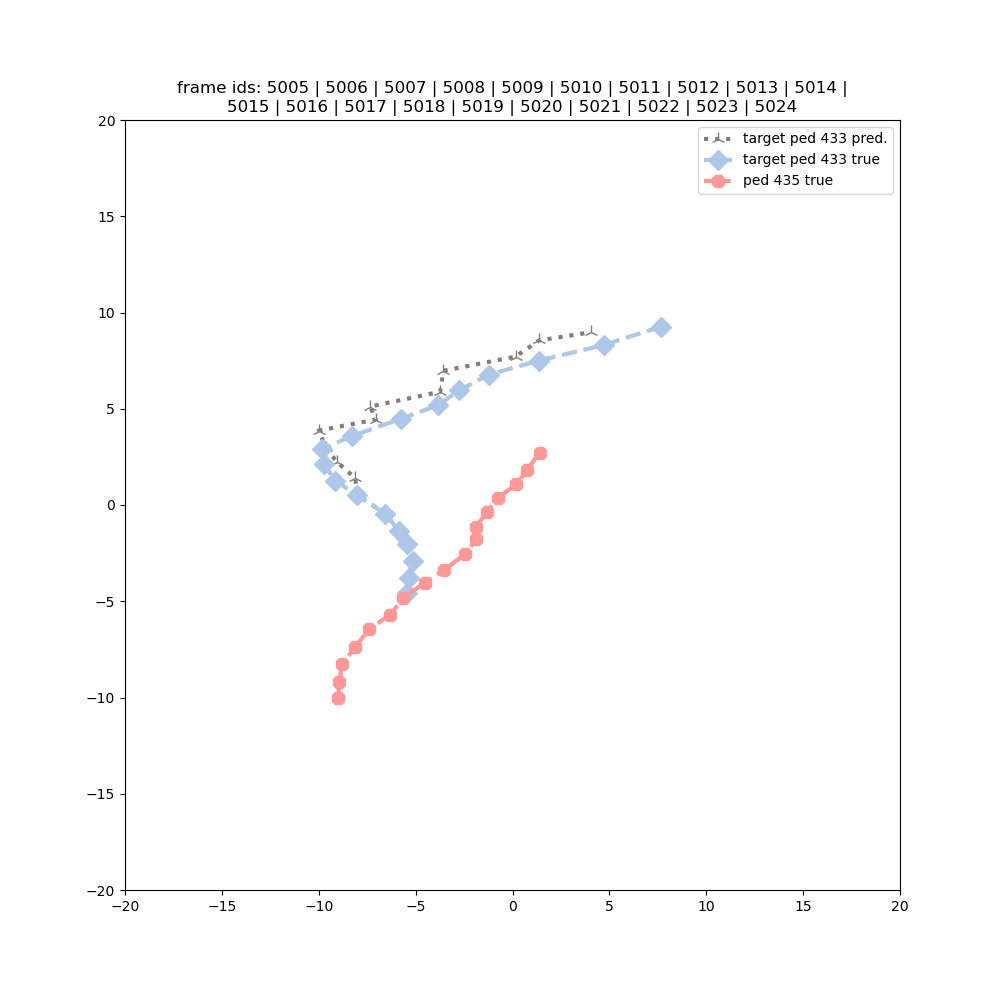 frame ids: 5005 | 5006 | 5007 | 5008 | 5009 | 5010 | 5011 | 5012 | 5013 | 5014 |
5015 | 5016 | 5017 | 5018 | 5019 | 5020 | 5021 | 5022 | 5023 | 5024
target ped 433 pred.
target ped 433 true
ped 435 true
20
15
10
5
0
−5
−10
−15
−20
−20 −15 −10 −5 0 5 10 15 20